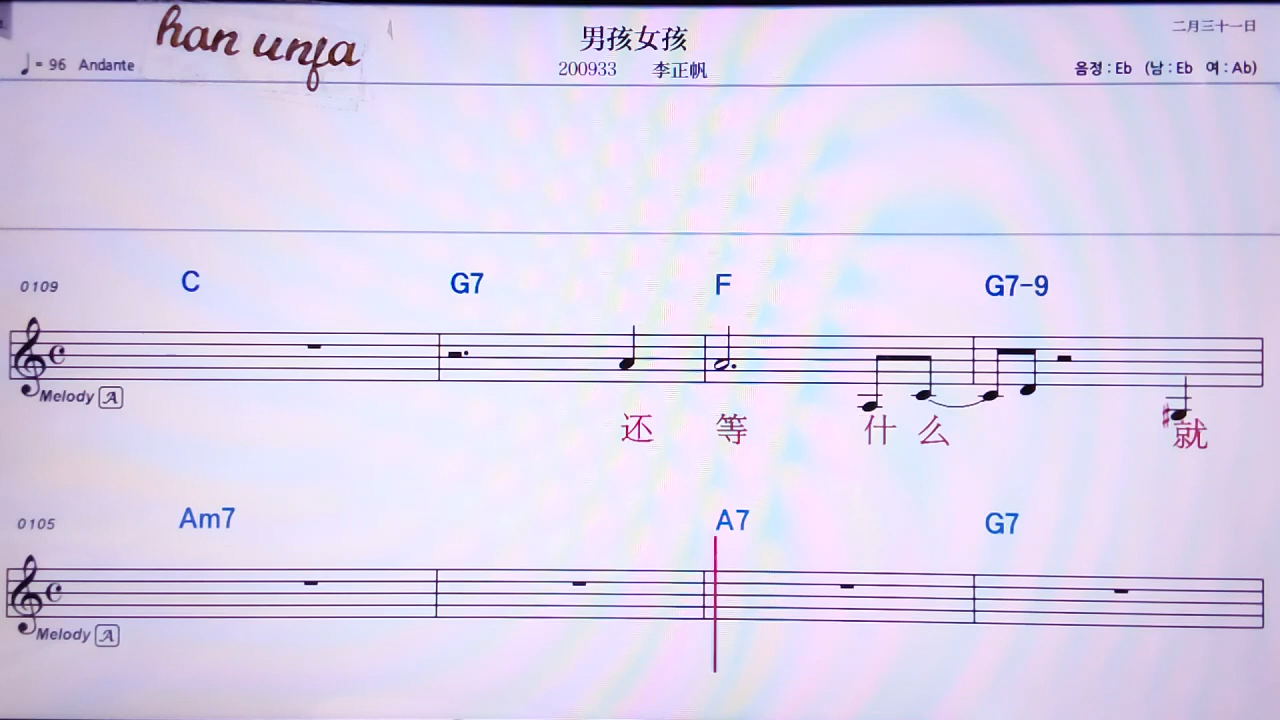 han unfa
男孩女孩
二月三十一日
♩= 96 Andante
200933 李正帆
음정 : Eb (남 : Eb 여 : Ab)
0109 C G7 F G7-9
Melody A
还 等 什 么 就
0105 Am7 A7 G7
Melody A